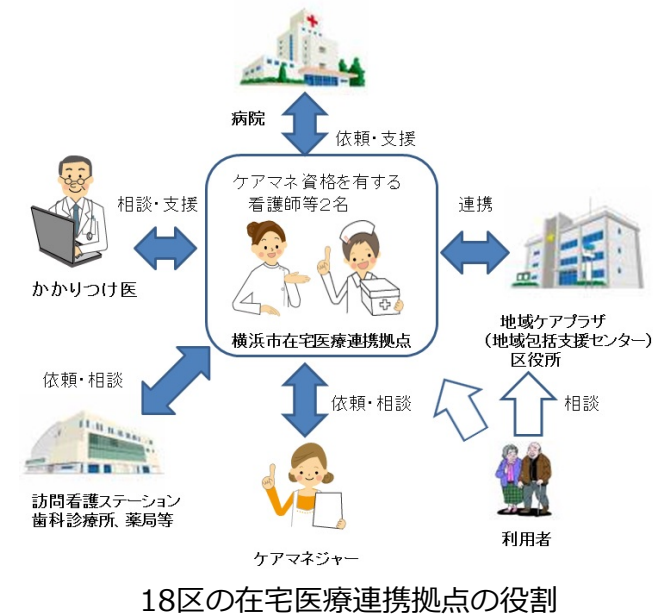 病院
依頼・支援
ケアマネ資格を有する
看護師等2名
相談・支援
連携
かかりつけ医
横浜市在宅医療連携拠点
地域ケアプラザ
（地域包括支援センター）
区役所
依頼・相談
依頼・相談
相談
訪問看護ステーション
歯科診療所、薬局等
利用者
ケアマネジャー
18区の在宅医療連携拠点の役割